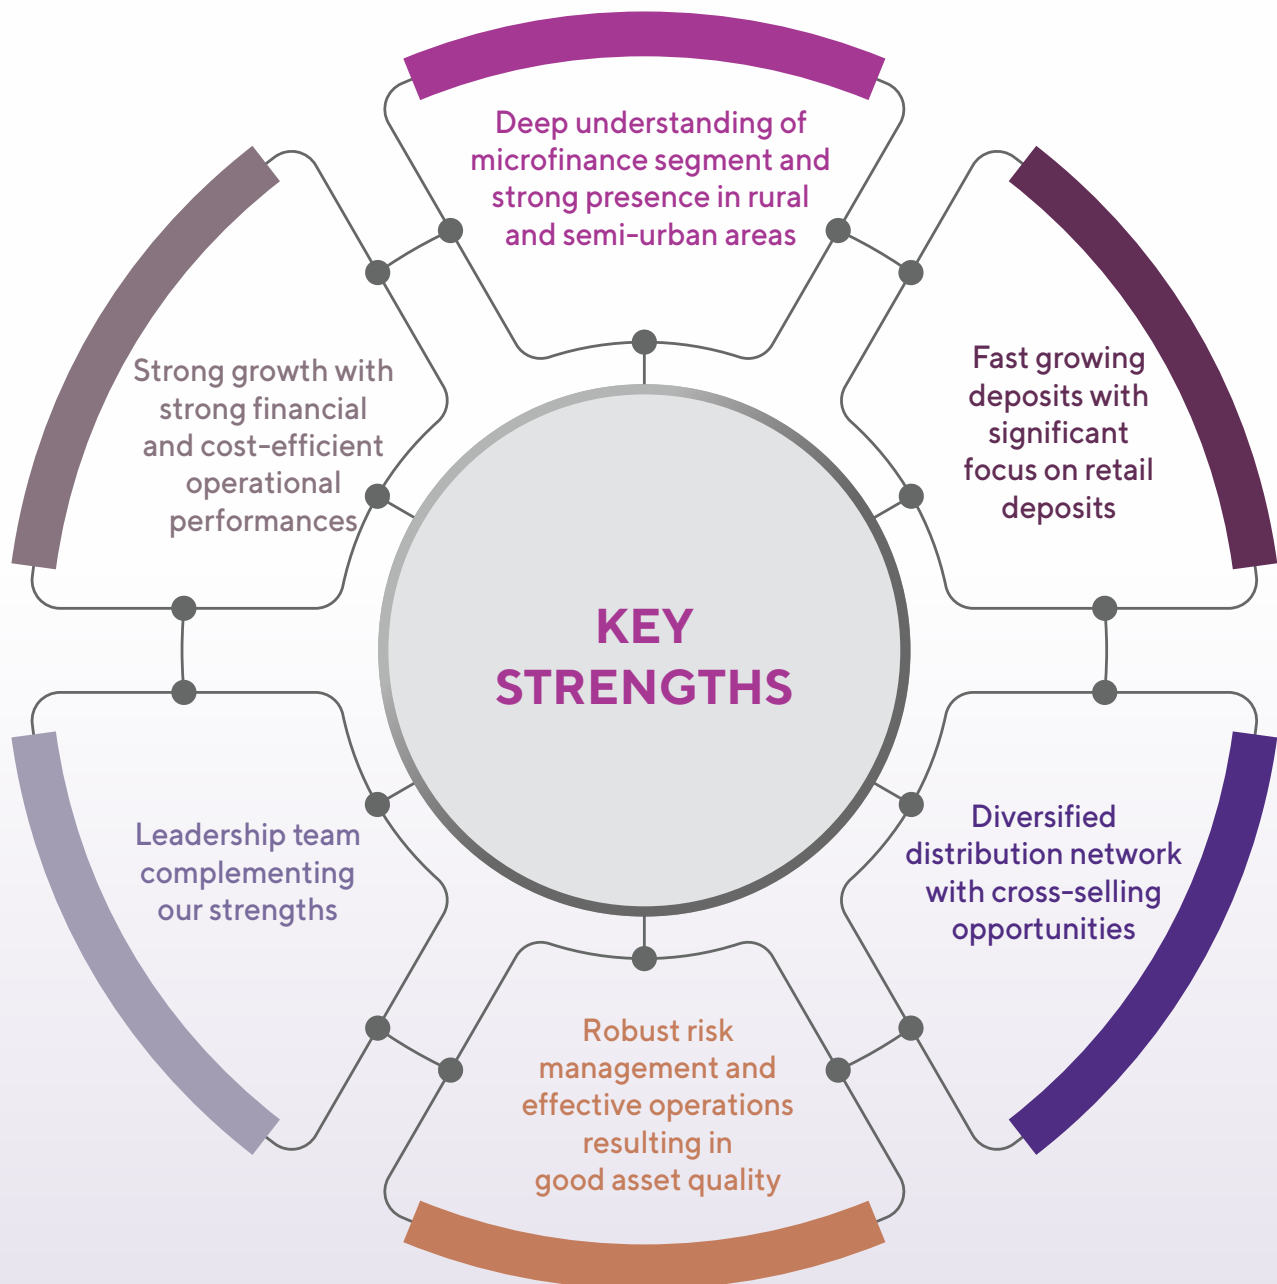 Deep understanding of
microfinance segment and
strong presence in rural
and semi-urban areas
Fast growing
deposits with
significant
focus on retail
deposits
Diversified
distribution network
with cross-selling
opportunities
Robust risk
management and
effective operations
resulting in
good asset quality
Leadership team
complementing
our strengths
Strong growth with
strong financial
and cost-efficient
operational
performances
KEY
STRENGTHS